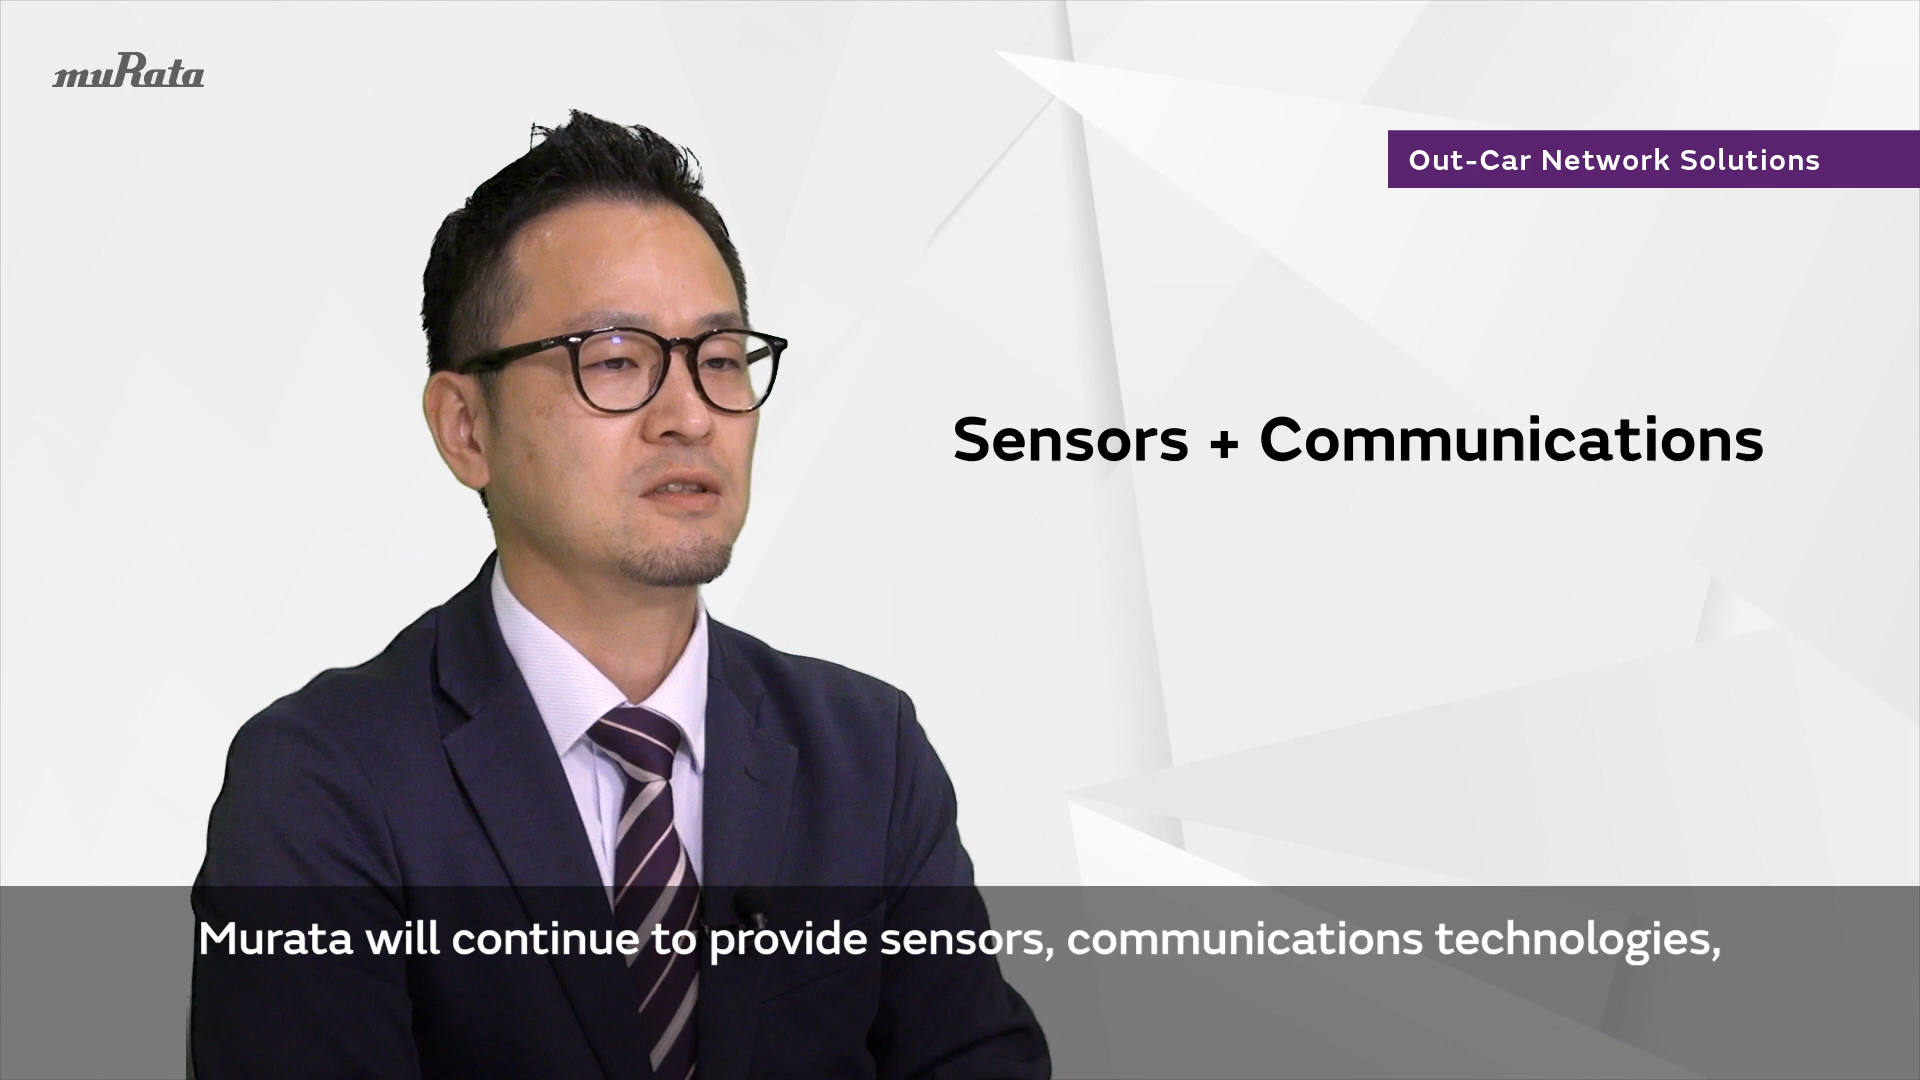 muRata
Out-Car Network Solutions
Sensors + Communications
Murata will continue to provide sensors, communications technologies,